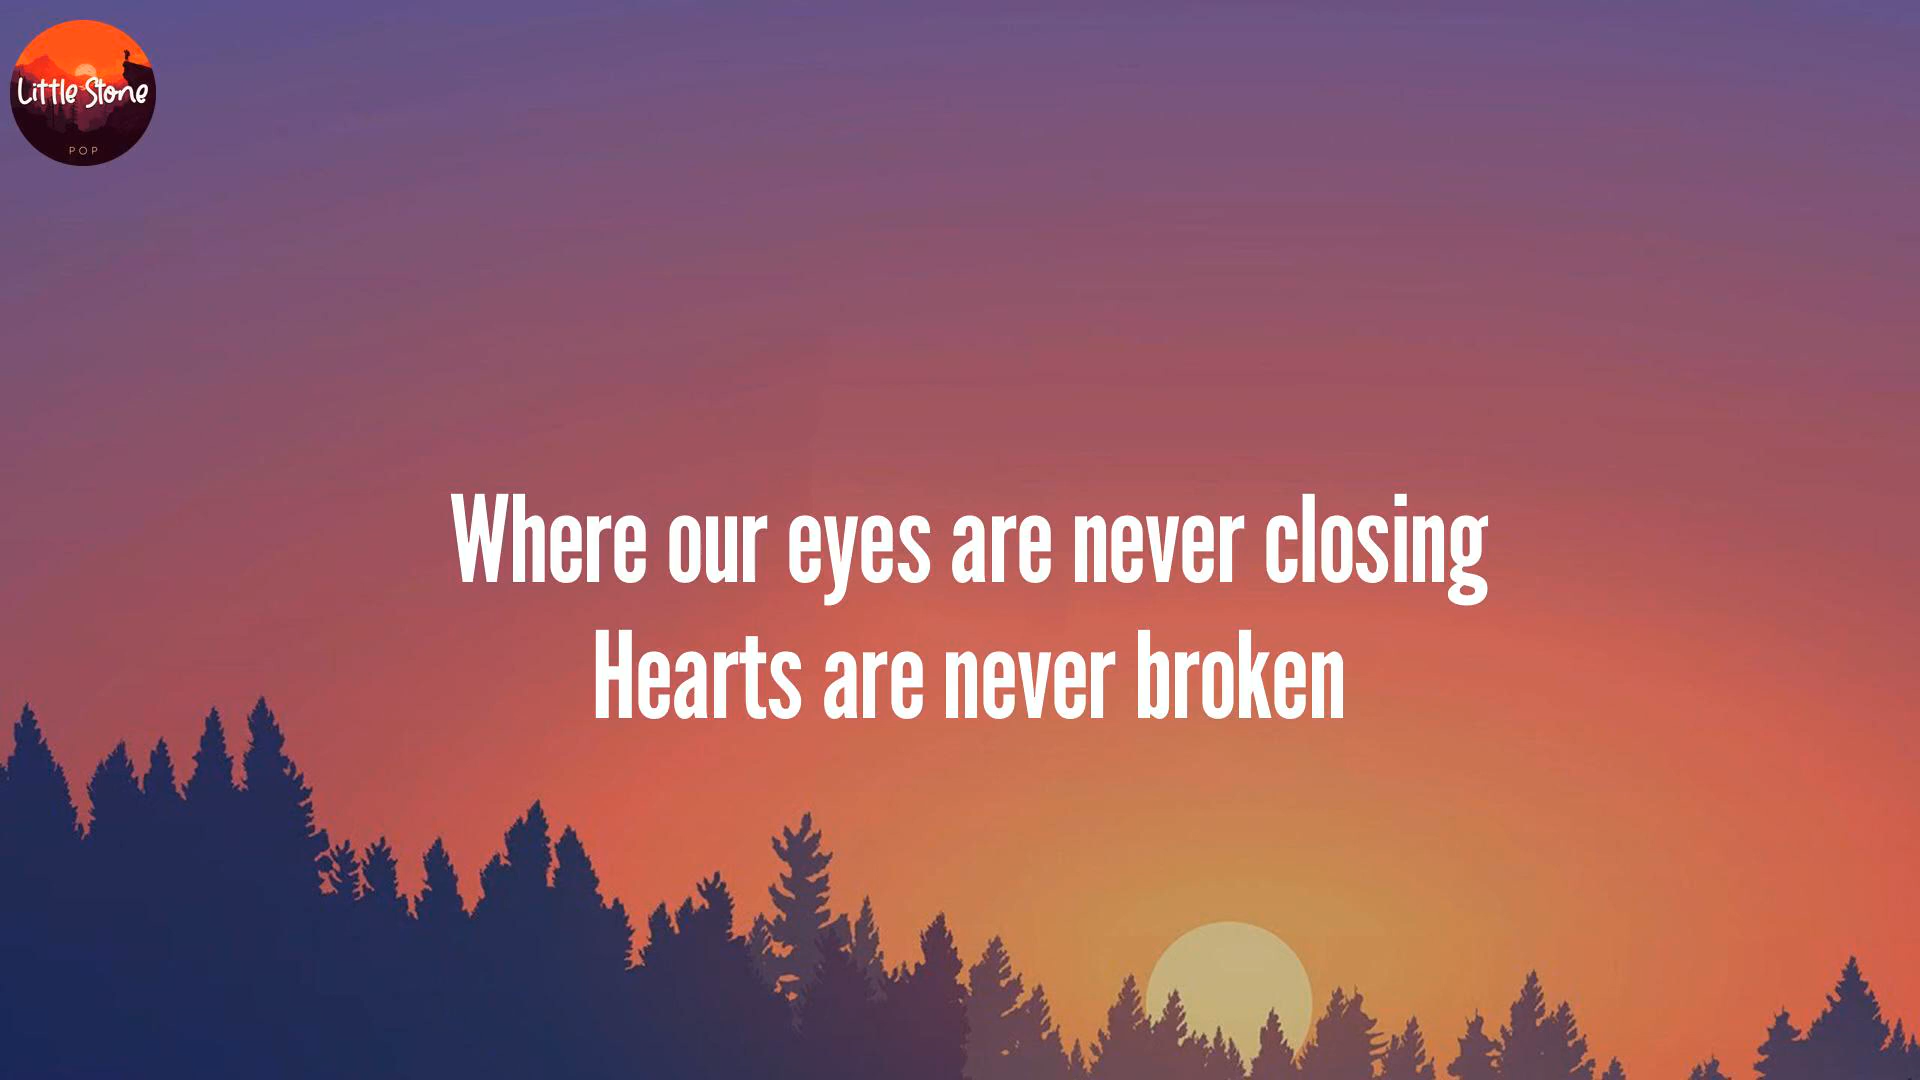 Little Stone
POP
Where our eyes are never closing
Hearts are never broken